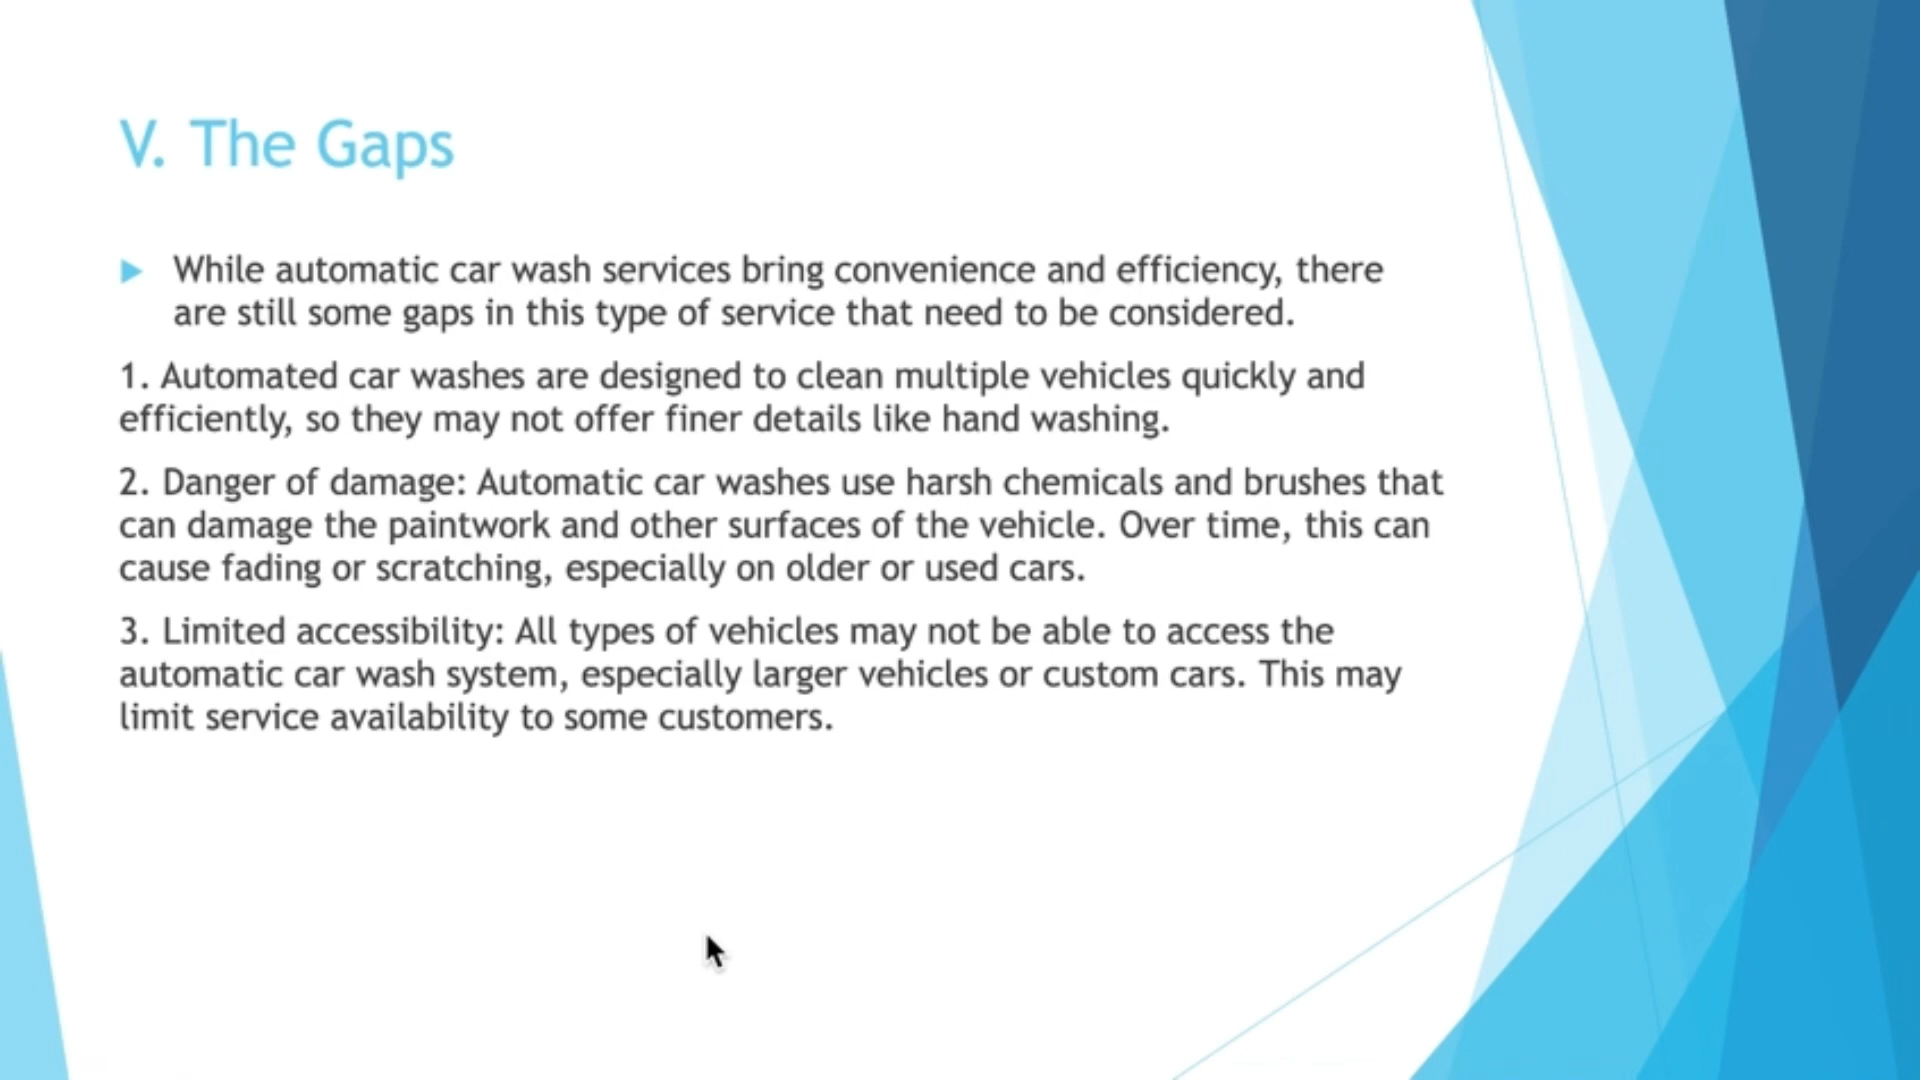 V. The Gaps
While automatic car wash services bring convenience and efficiency, there
are still some gaps in this type of service that need to be considered.
1. Automated car washes are designed to clean multiple vehicles quickly and
efficiently, so they may not offer finer details like hand washing.
2. Danger of damage: Automatic car washes use harsh chemicals and brushes that
can damage the paintwork and other surfaces of the vehicle. Over time, this can
cause fading or scratching, especially on older or used cars.
3. Limited accessibility: All types of vehicles may not be able to access the
automatic car wash system, especially larger vehicles or custom cars. This may
limit service availability to some customers.